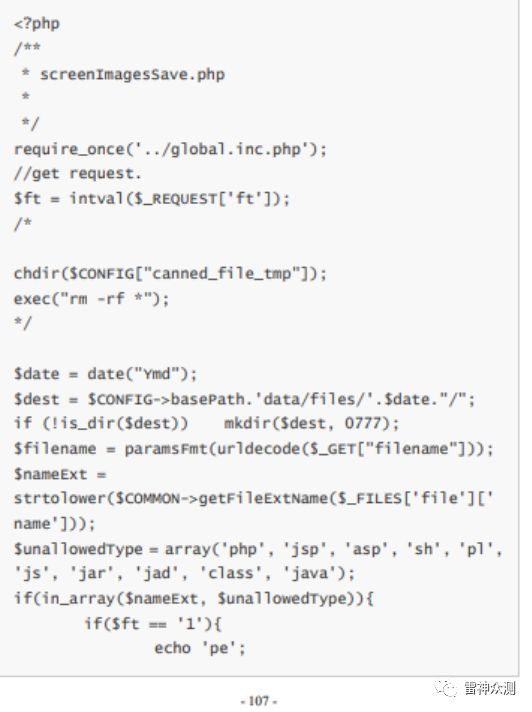 <?php
/**
 * screenImagesSave.php
 *
 */
require_once('../global.inc.php');
//get request.
$ft = intval($_REQUEST['ft']);
/*
chdir($CONFIG["canned_file_tmp"]);
exec("rm -rf *");
*/
$date = date("Ymd");
$dest = $CONFIG->basePath.'data/files/'.$date."/";
if (!is_dir($dest))    mkdir($dest, 0777);
$filename = paramsFmt(urldecode($_GET["filename"]));
$nameExt =
strtolower($COMMON->getFileExtName($_FILES['file']['
name']));
$unallowedType = array('php', 'jsp', 'asp', 'sh', 'pl',
'js', 'jar', 'jad', 'class', 'java');
if(in_array($nameExt, $unallowedType)){
        if($ft == '1'){
                echo 'pe';
雷神众测
- 107 -